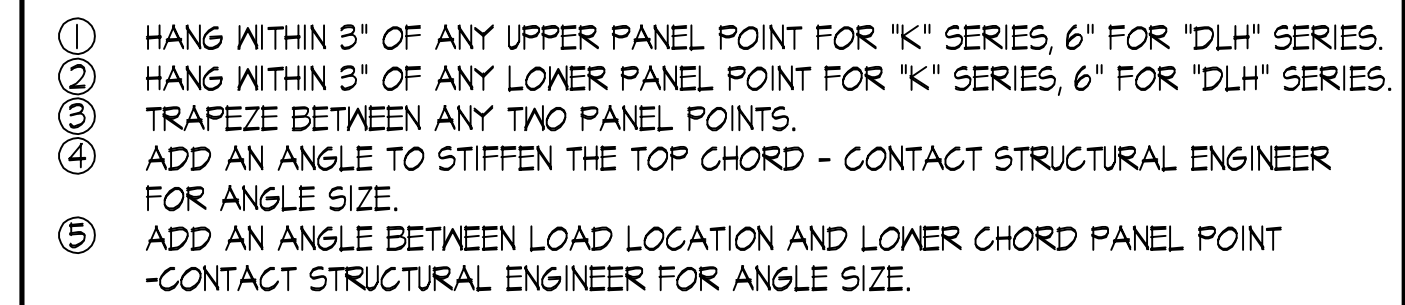 ① HANG WITHIN 3" OF ANY UPPER PANEL POINT FOR "K" SERIES, 6" FOR "DLH" SERIES.
② HANG WITHIN 3" OF ANY LOWER PANEL POINT FOR "K" SERIES, 6" FOR "DLH" SERIES.
③ TRAPEZE BETWEEN ANY TWO PANEL POINTS.
④ ADD AN ANGLE TO STIFFEN THE TOP CHORD - CONTACT STRUCTURAL ENGINEER
FOR ANGLE SIZE.
⑤ ADD AN ANGLE BETWEEN LOAD LOCATION AND LOWER CHORD PANEL POINT
-CONTACT STRUCTURAL ENGINEER FOR ANGLE SIZE.